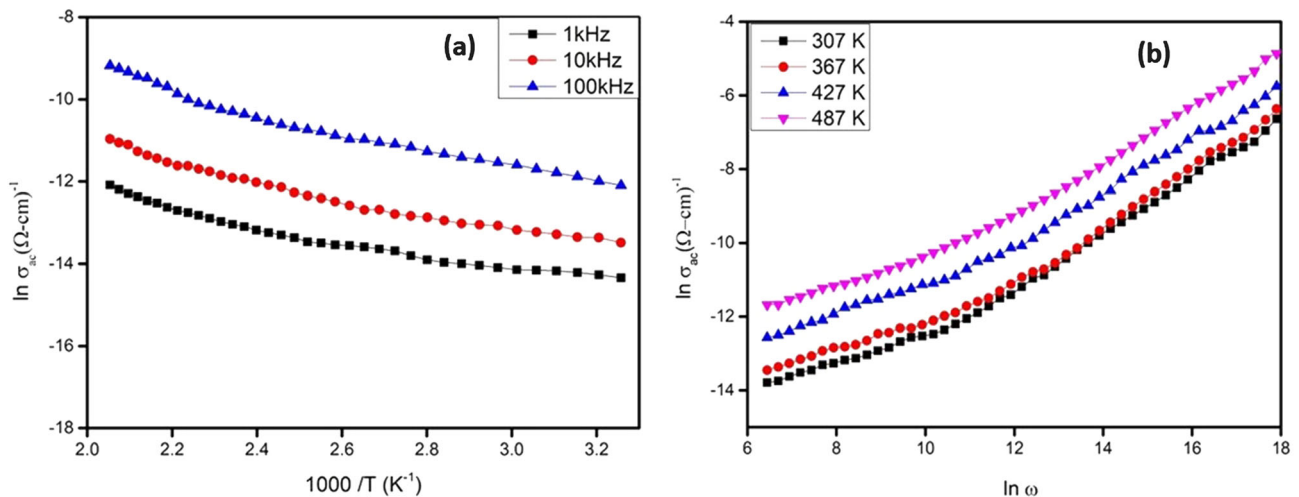 (a)
1kHz
10kHz
100kHz
ln σac(Ω-cm)-1
-8
-10
-12
-14
-16
-18
2.0 2.2 2.4 2.6 2.8 3.0 3.2
1000 /T (K-1)
(b)
307 K
367 K
427 K
487 K
ln σac(Ω–cm)-1
-4
-6
-8
-10
-12
-14
6 8 10 12 14 16 18
ln ω